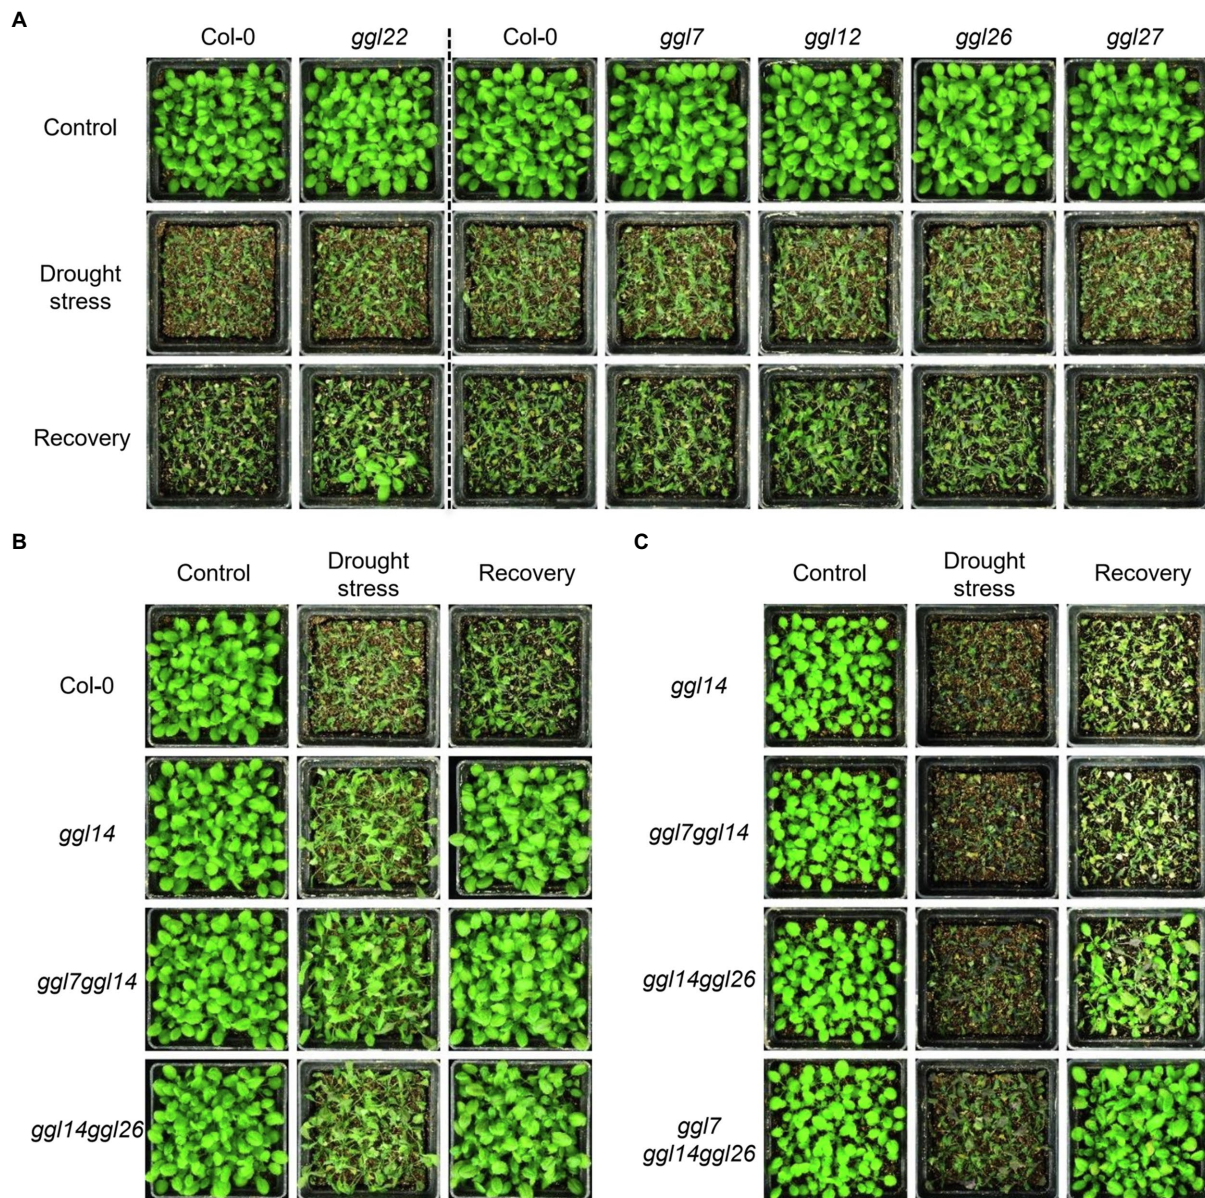 A
Col-0 ggl22 Col-0 ggl7 ggl12 ggl26 ggl27
Control
Drought
stress
Recovery
B
Control Drought
stress Recovery
Col-0
ggl14
ggl7ggl14
ggl14ggl26
C
Control Drought
stress Recovery
ggl14
ggl7ggl14
ggl14ggl26
ggl7
ggl14ggl26